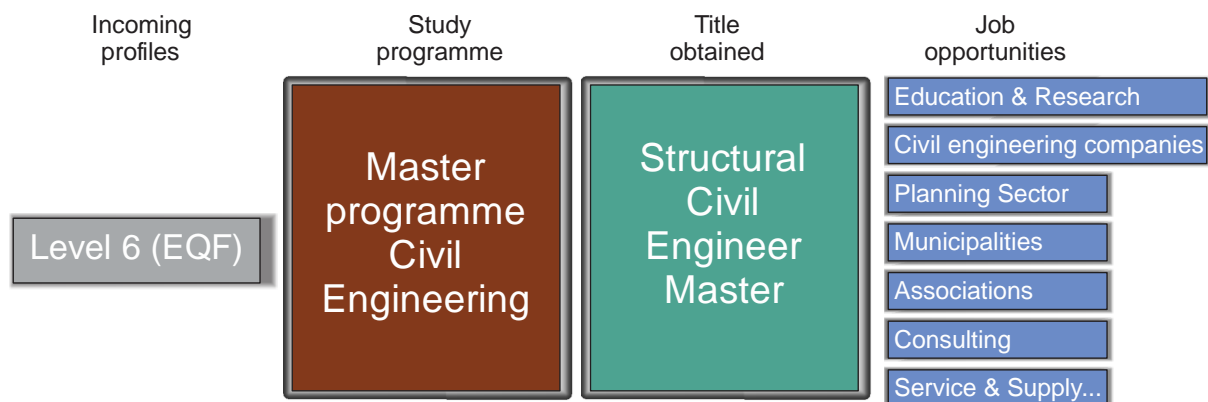 Incoming
profiles
Study
programme
Title
obtained
Job
opportunities
Level 6 (EQF)
Master
programme
Civil
Engineering
Structural
Civil
Engineer
Master
Education & Research
Civil engineering companies
Planning Sector
Municipalities
Associations
Consulting
Service & Supply...